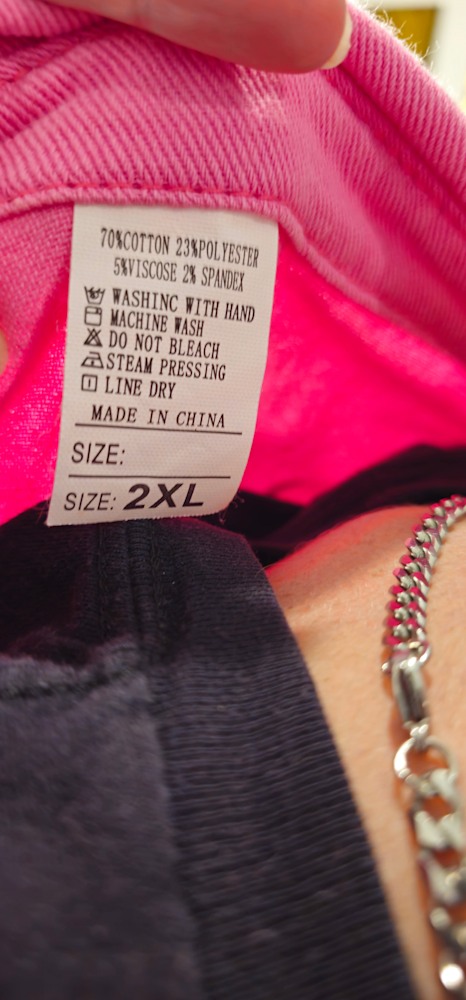 70%COTTON 23%POLYESTER
5%VISCOSE 2% SPANDEX
WASHINC WITH HAND
MACHINE WASH
DO NOT BLEACH
STEAM PRESSING
LINE DRY
MADE IN CHINA
SIZE:
SIZE: 2XL